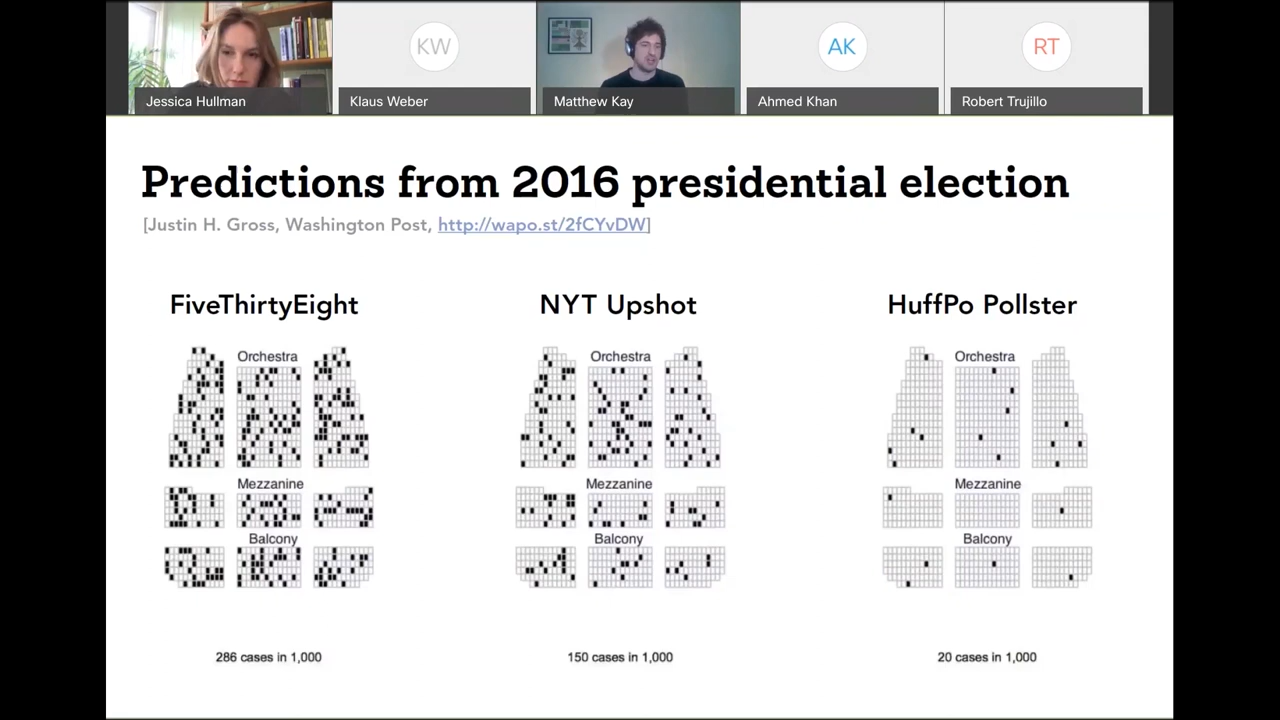 KW
AK
RT
Jessica Hullman
Klaus Weber
Matthew Kay
Ahmed Khan
Robert Trujillo
Predictions from 2016 presidential election
[Justin H. Gross, Washington Post, http://wapo.st/2fCYvDW]
FiveThirtyEight
NYT Upshot
HuffPo Pollster
Orchestra
Orchestra
Orchestra
Mezzanine
Mezzanine
Mezzanine
Balcony
Balcony
Balcony
286 cases in 1,000
150 cases in 1,000
20 cases in 1,000